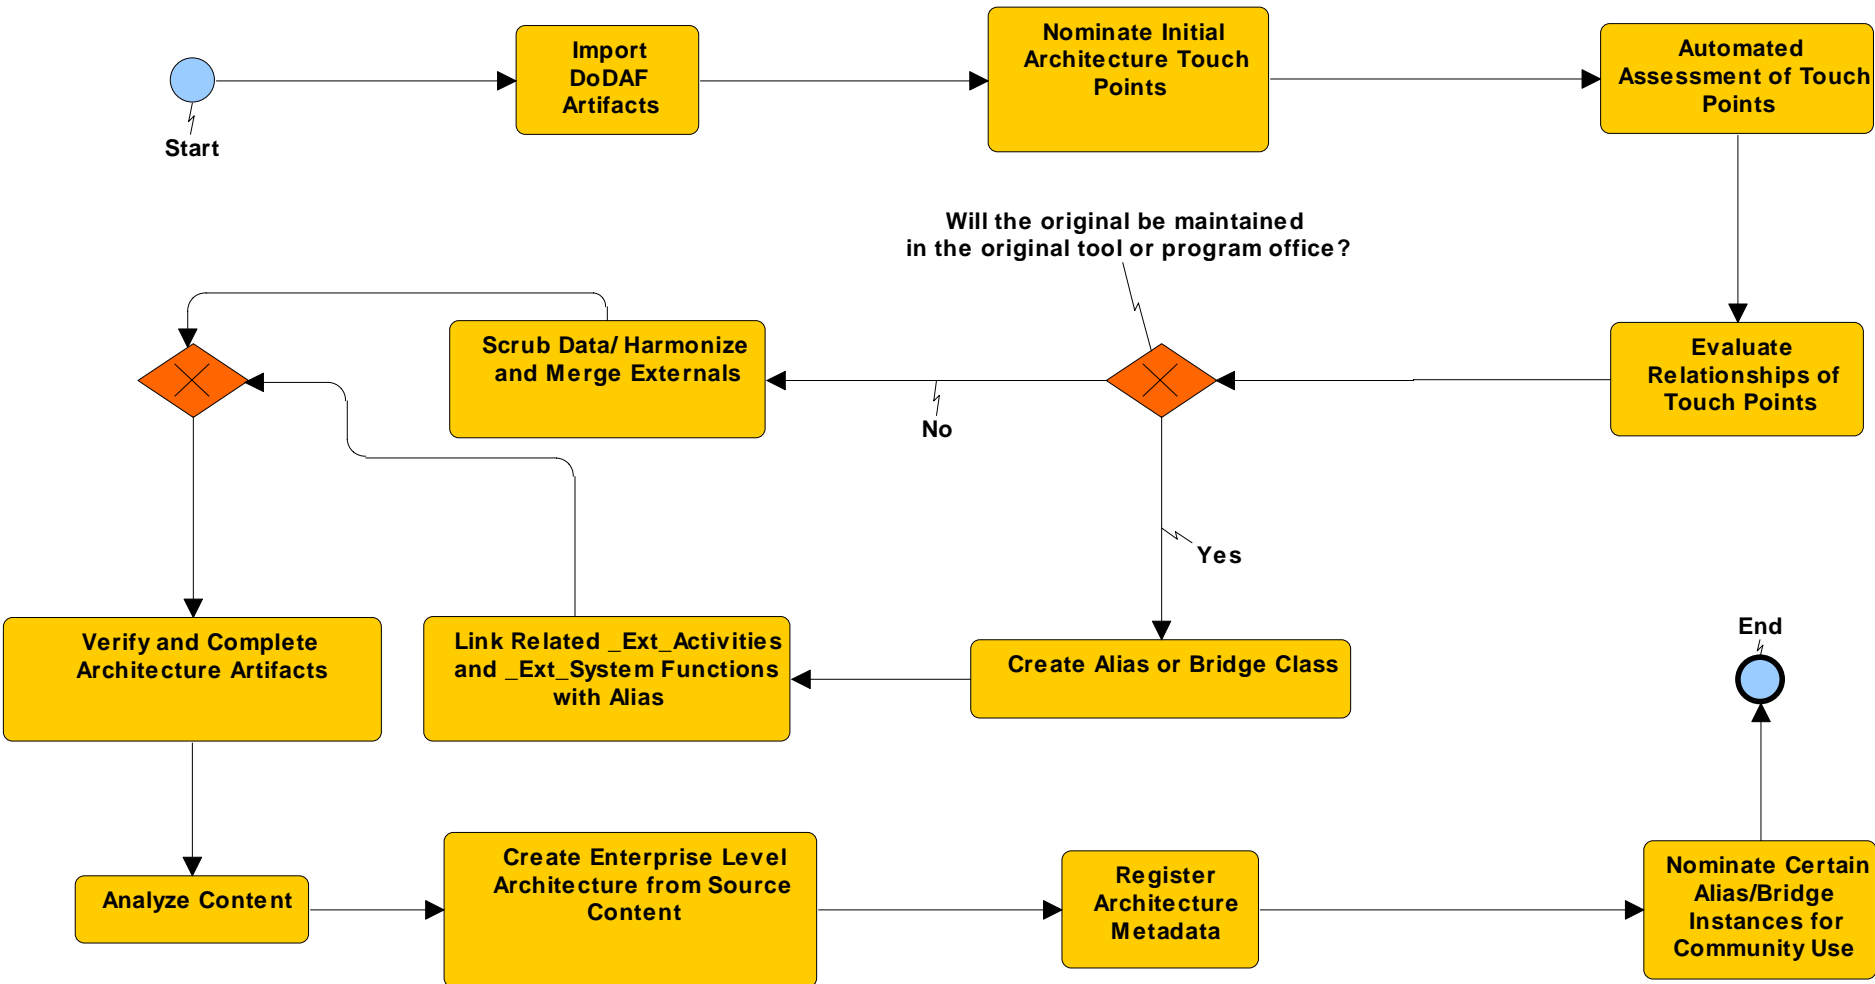 Import
DoDAF
Artifacts
Nominate Initial
Architecture Touch
Points
Automated
Assessment of Touch
Points
Start
Will the original be maintained
in the original tool or program office?
Scrub Data/ Harmonize
and Merge Externals
Evaluate
Relationships of
Touch Points
No
Yes
Verify and Complete
Architecture Artifacts
Link Related _Ext_Activities
and _Ext_System Functions
with Alias
Create Alias or Bridge Class
End
Analyze Content
Create Enterprise Level
Architecture from Source
Content
Register
Architecture
Metadata
Nominate Certain
Alias/Bridge
Instances for
Community Use